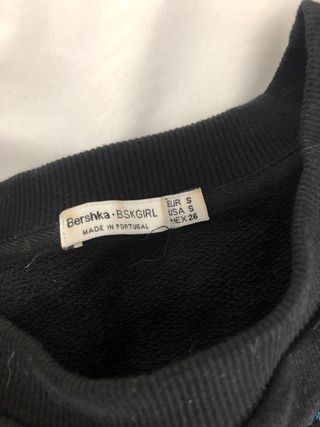 Bershka · BSKGIRL
MADE IN PORTUGAL
EUR S
USA S
MEX 26